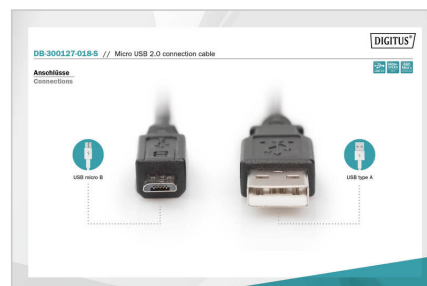 DIGITUS®
DB-300127-018-S // Micro USB 2.0 connection cable
Anschlüsse
Connections
USB micro B
USB type A